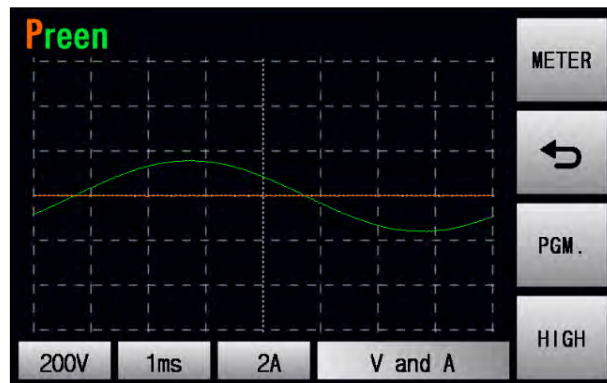 Preen
METER
PGM.
HIGH
200V
1ms
2A
V and A